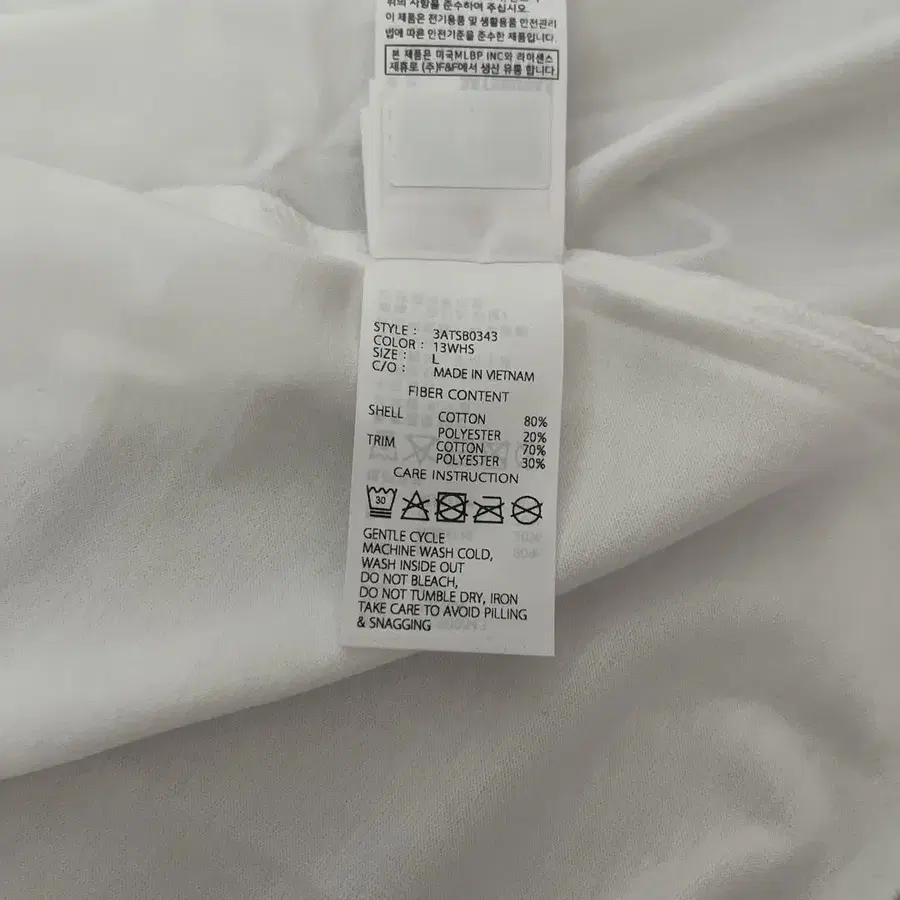 위의 사항을 준수하여 주십시오.
이 제품은 전기용품 및 생활용품 안전관리
법에 따른 안전기준을 준수한 제품입니다.
본 제품은 미국MLBP INC와 라이센스
제휴로 (주)F&F에서 생산 유통 합니다.
STYLE : 3ATSB0343
COLOR : 13WHS
SIZE : L
C/O : MADE IN VIETNAM
FIBER CONTENT
SHELL COTTON 80%
POLYESTER 20%
TRIM COTTON 70%
POLYESTER 30%
CARE INSTRUCTION
30
GENTLE CYCLE
MACHINE WASH COLD,
WASH INSIDE OUT
DO NOT BLEACH,
DO NOT TUMBLE DRY, IRON
TAKE CARE TO AVOID PILLING
& SNAGGING